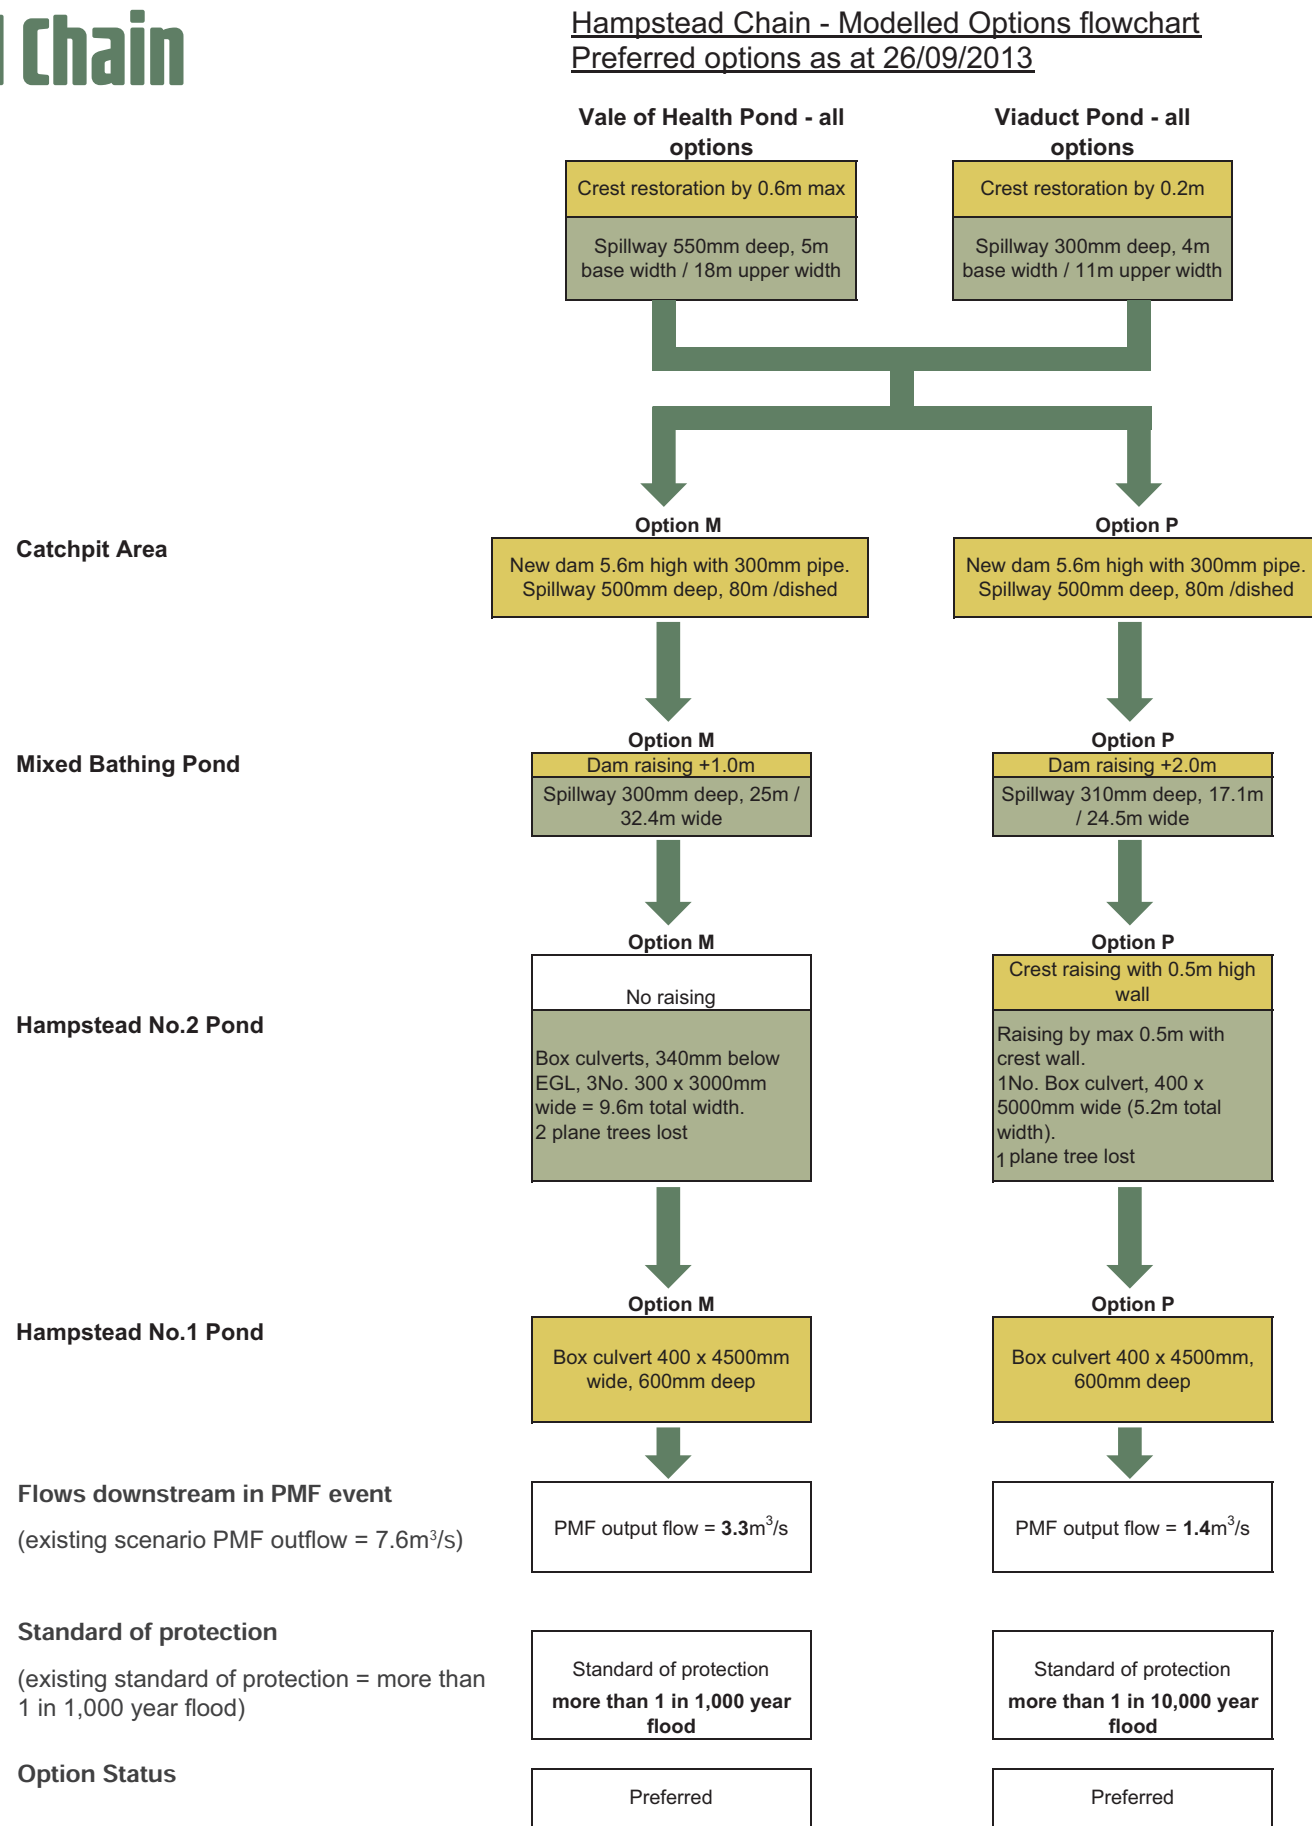 Chain
Hampstead Chain - Modelled Options flowchart
Preferred options as at 26/09/2013
Vale of Health Pond - all
options
Viaduct Pond - all
options
Crest restoration by 0.6m max
Crest restoration by 0.2m
Spillway 550mm deep, 5m
base width / 18m upper width
Spillway 300mm deep, 4m
base width / 11m upper width
Catchpit Area
Option M
New dam 5.6m high with 300mm pipe.
Spillway 500mm deep, 80m /dished
Option P
New dam 5.6m high with 300mm pipe.
Spillway 500mm deep, 80m /dished
Mixed Bathing Pond
Option M
Dam raising +1.0m
Spillway 300mm deep, 25m /
32.4m wide
Option P
Dam raising +2.0m
Spillway 310mm deep, 17.1m
/ 24.5m wide
Hampstead No.2 Pond
Option M
No raising
Box culverts, 340mm below
EGL, 3No. 300 x 3000mm
wide = 9.6m total width.
2 plane trees lost
Option P
Crest raising with 0.5m high
wall
Raising by max 0.5m with
crest wall.
1No. Box culvert, 400 x
5000mm wide (5.2m total
width).
1 plane tree lost
Hampstead No.1 Pond
Option M
Box culvert 400 x 4500mm
wide, 600mm deep
Option P
Box culvert 400 x 4500mm,
600mm deep
Flows downstream in PMF event
(existing scenario PMF outflow = 7.6m³/s)
PMF output flow = 3.3m³/s
PMF output flow = 1.4m³/s
Standard of protection
(existing standard of protection = more than
1 in 1,000 year flood)
Standard of protection
more than 1 in 1,000 year
flood
Standard of protection
more than 1 in 10,000 year
flood
Option Status
Preferred
Preferred